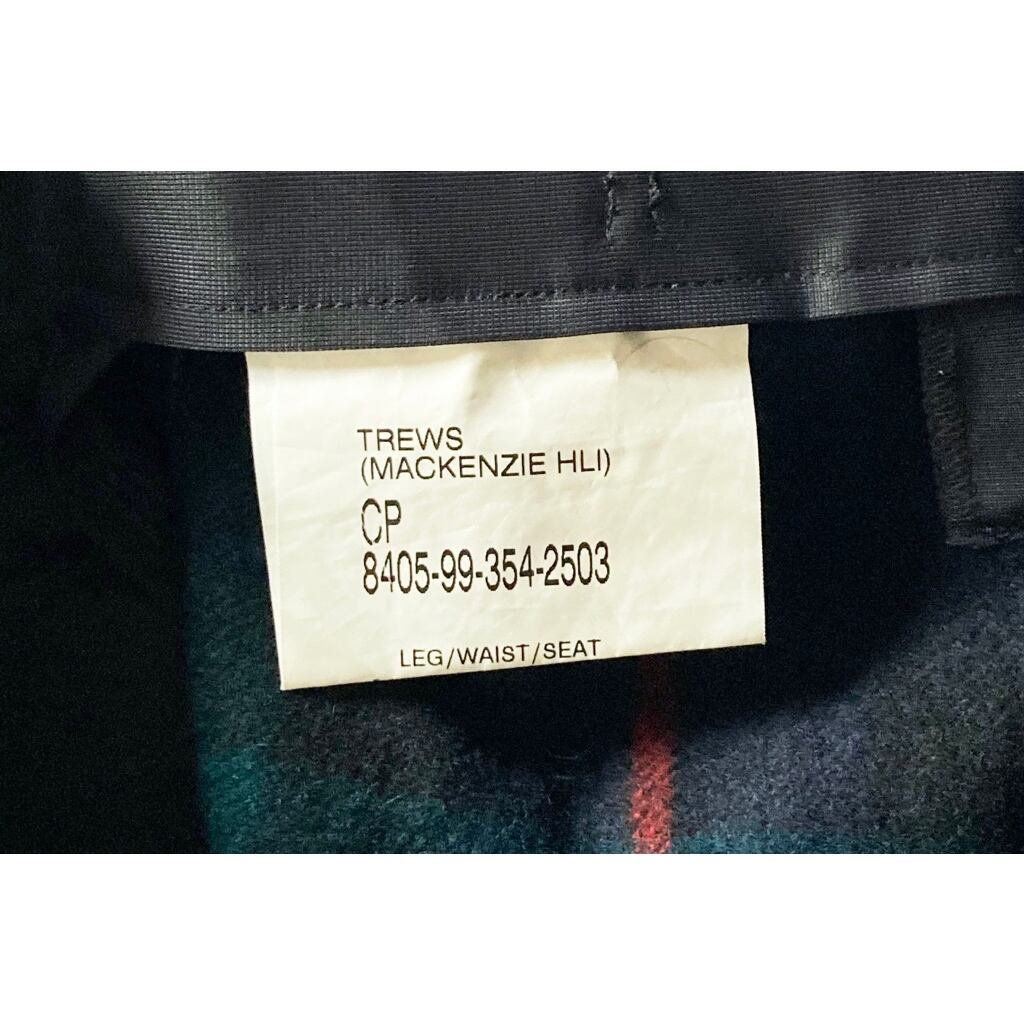 TREWS
(MACKENZIE HLI)
CP
8405-99-354-2503
LEG/WAIST/SEAT